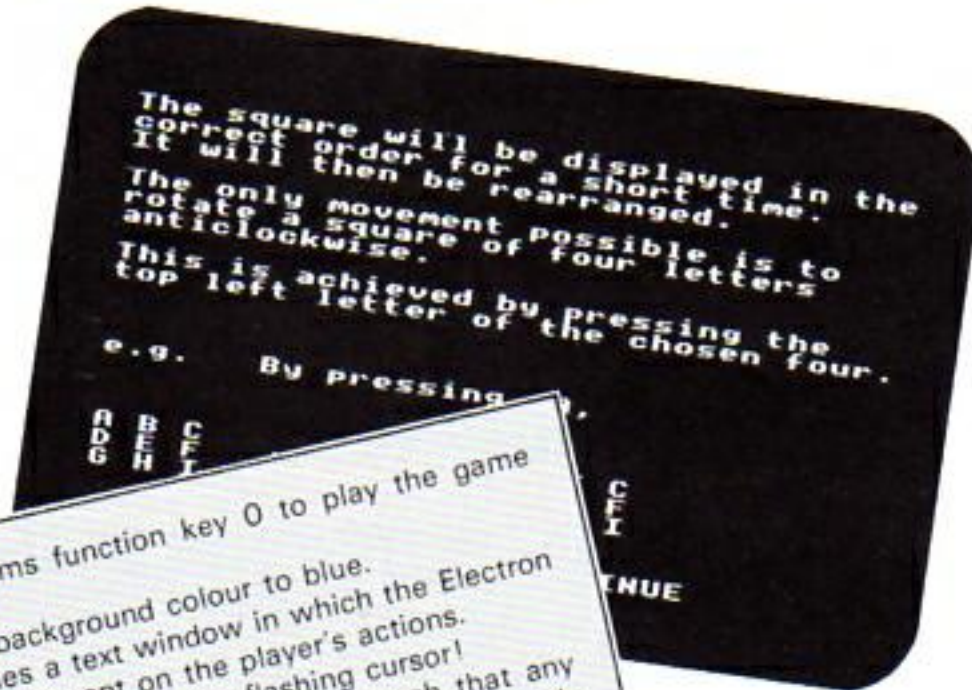 The square will be displayed in the
correct order for a short time.
It will then be rearranged.
The only movement possible is to
rotate a square of four letters
anticlockwise.
This is achieved by pressing the
top left letter of the chosen four.
e.g. By pressing
A B C
D E F
G H I
C
F
I
INUE
ms function key 0 to play the game
background colour to blue.
es a text window in which the Electron
on the player's actions.
flashing cursor!
that any